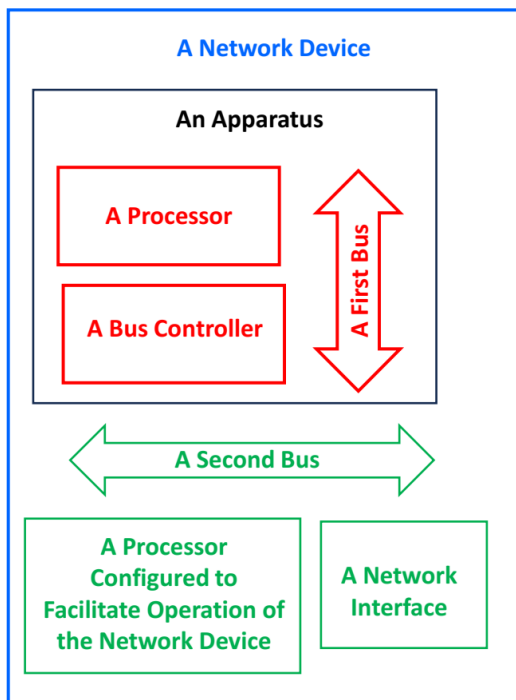 A Network Device
An Apparatus
A Processor
A Bus Controller
A First Bus
A Second Bus
A Processor
Configured to
Facilitate Operation of
the Network Device
A Network
Interface